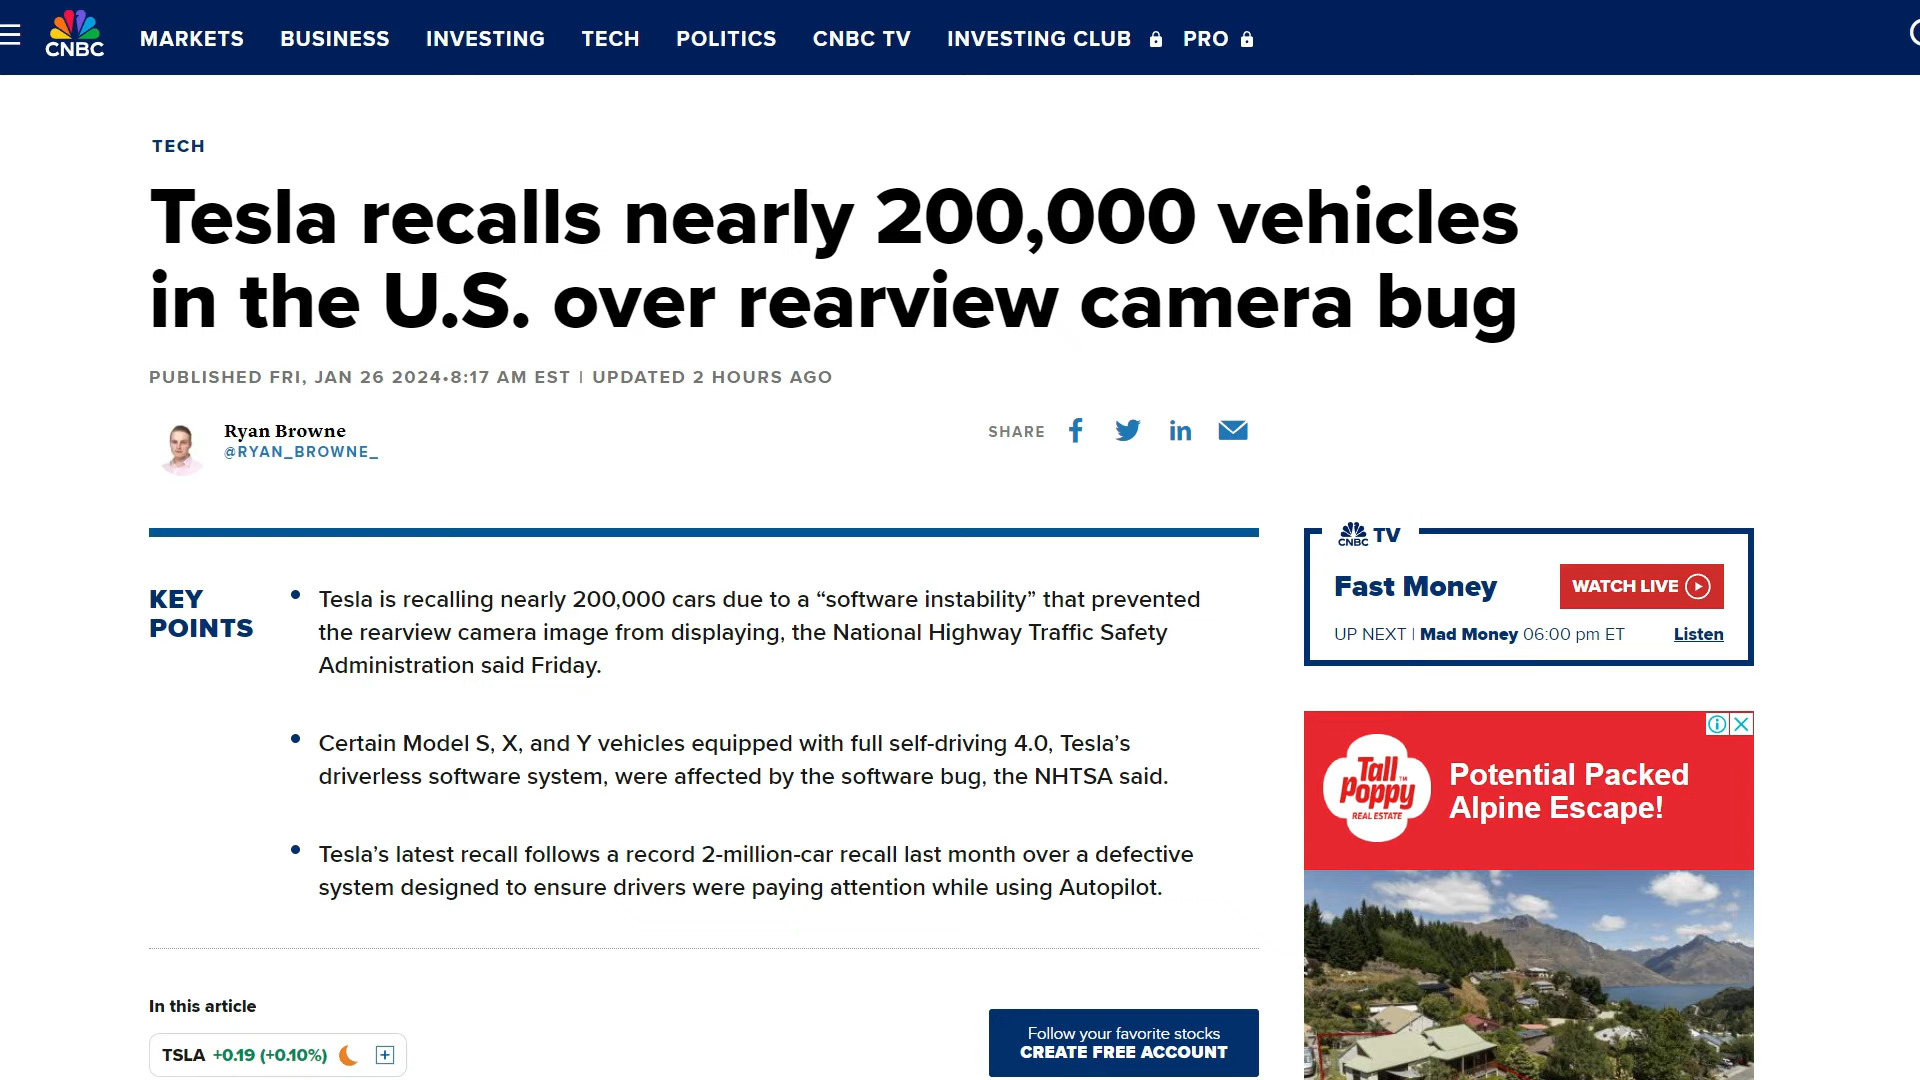 CNBC
MARKETS BUSINESS INVESTING TECH POLITICS CNBC TV INVESTING CLUB PRO
TECH
Tesla recalls nearly 200,000 vehicles
in the U.S. over rearview camera bug
PUBLISHED FRI, JAN 26 2024•8:17 AM EST | UPDATED 2 HOURS AGO
Ryan Browne
@RYAN_BROWNE_
SHARE
KEY
POINTS
Tesla is recalling nearly 200,000 cars due to a “software instability” that prevented
the rearview camera image from displaying, the National Highway Traffic Safety
Administration said Friday.
Certain Model S, X, and Y vehicles equipped with full self-driving 4.0, Tesla’s
driverless software system, were affected by the software bug, the NHTSA said.
Tesla’s latest recall follows a record 2-million-car recall last month over a defective
system designed to ensure drivers were paying attention while using Autopilot.
In this article
TSLA +0.19 (+0.10%)
Follow your favorite stocks
CREATE FREE ACCOUNT
CNBC TV
Fast Money
WATCH LIVE
UP NEXT | Mad Money 06:00 pm ET
Listen
Tall
Poppy™
REAL ESTATE
Potential Packed
Alpine Escape!